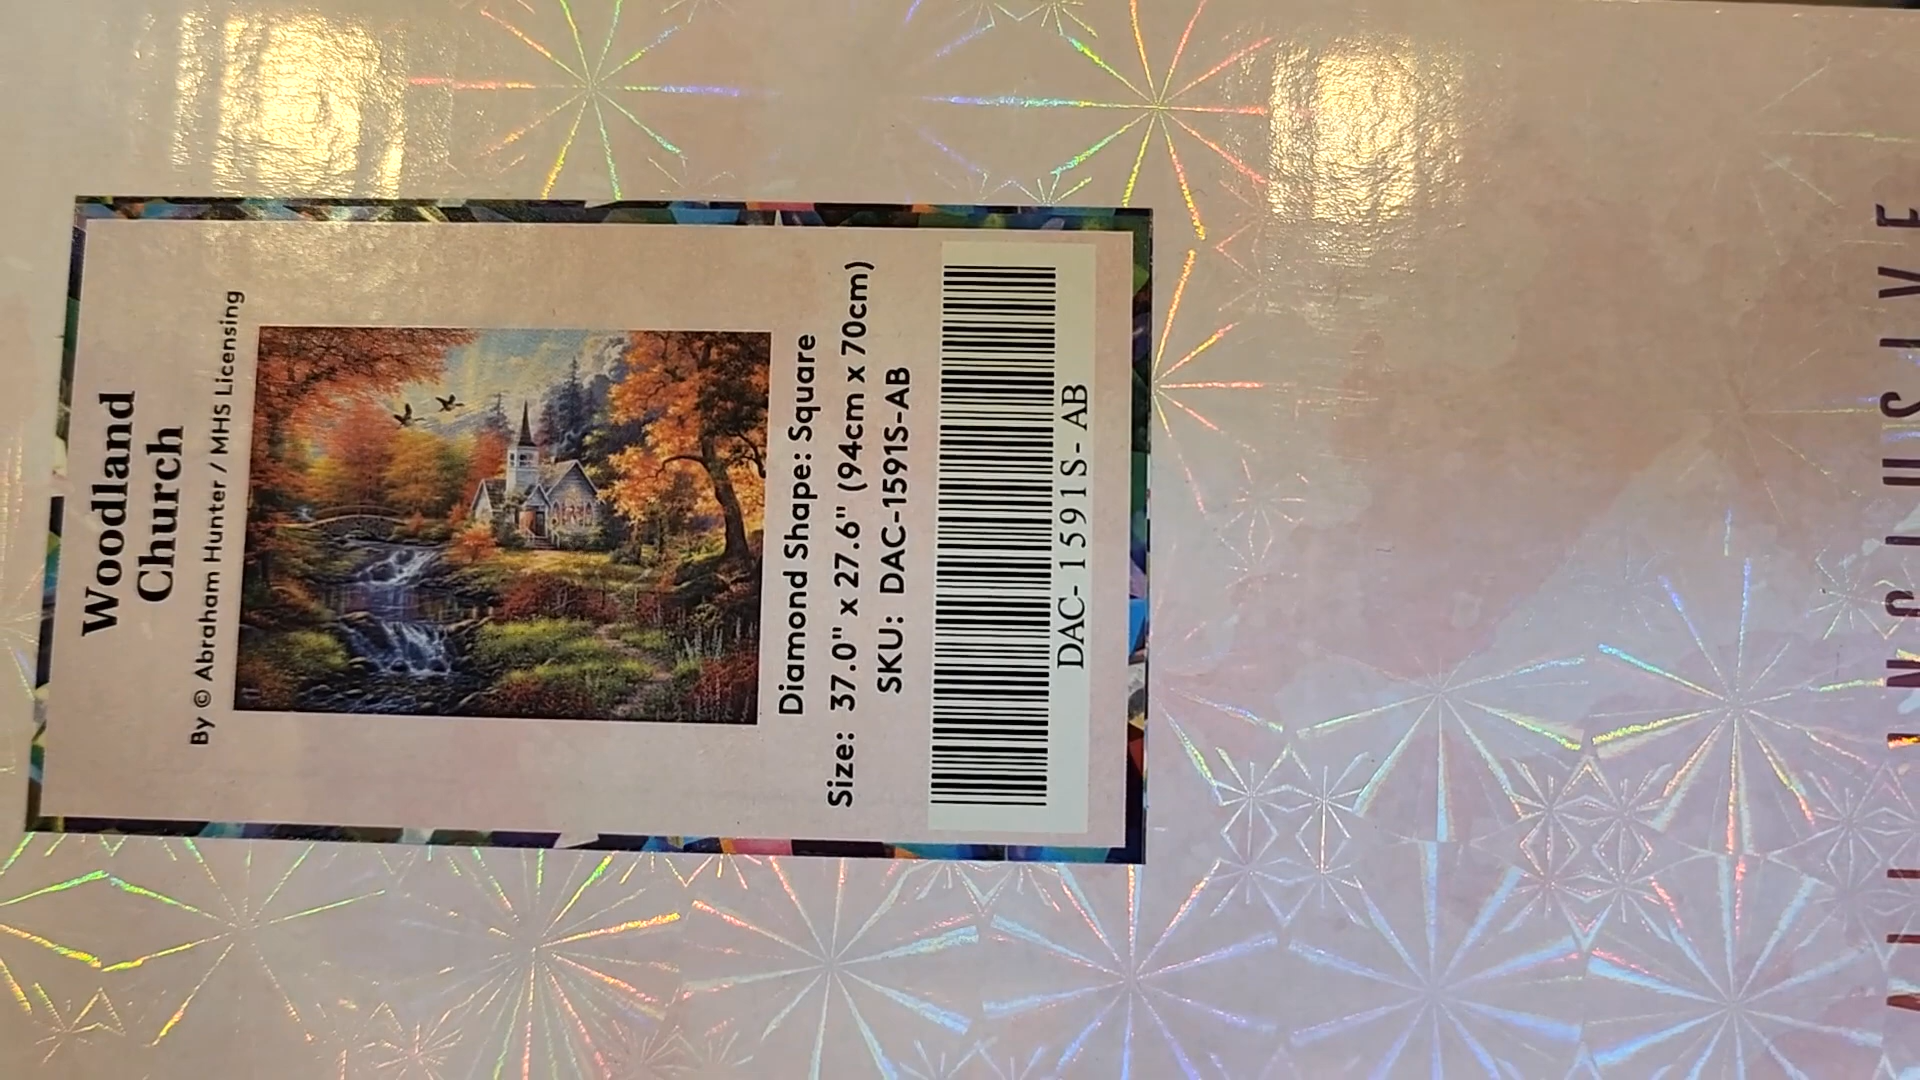 Woodland
Church
By © Abraham Hunter / MHS Licensing
Diamond Shape: Square
Size: 37.0" x 27.6" (94cm x 70cm)
SKU: DAC-1591S-AB
DAC-1591S-AB